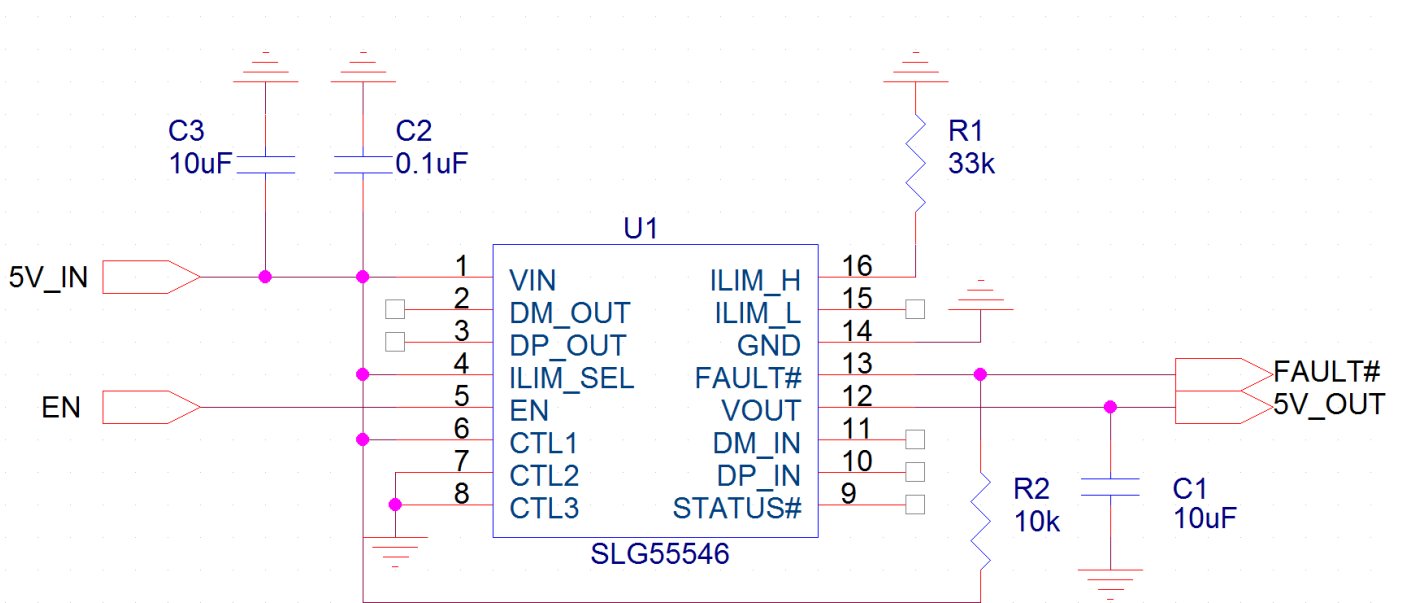 C3
10uF
C2
0.1uF
R1
33k
U1
5V_IN
EN
1
2
3
4
5
6
7
8
VIN
DM_OUT
DP_OUT
ILIM_SEL
EN
CTL1
CTL2
CTL3
ILIM_H
ILIM_L
GND
FAULT#
VOUT
DM_IN
DP_IN
STATUS#
16
15
14
13
12
11
10
9
SLG55546
FAULT#
5V_OUT
R2
10k
C1
10uF